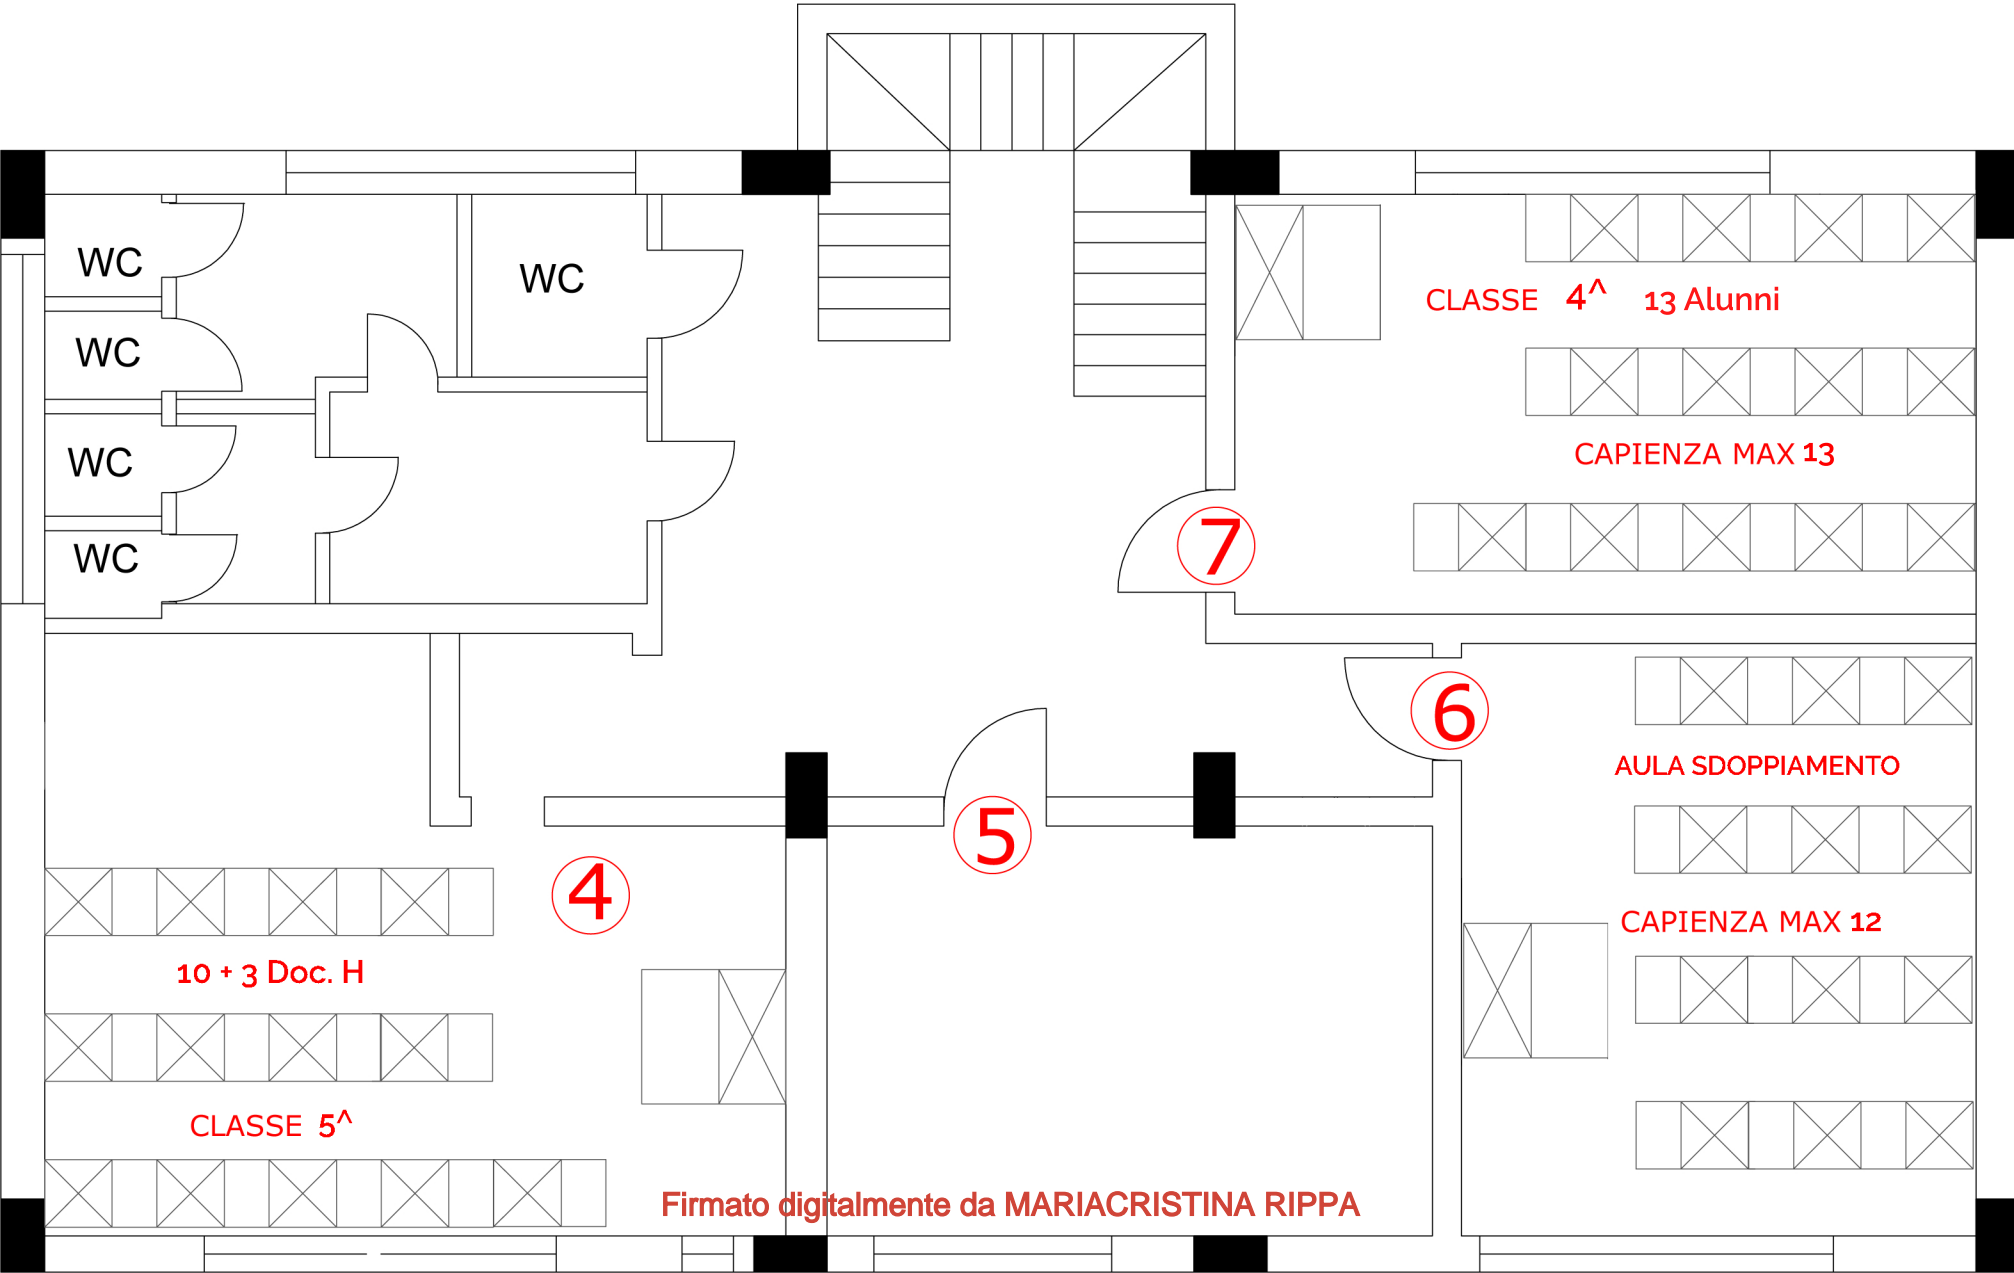 WC
WC
WC
WC
WC
CLASSE 4^ 13 Alunni
CAPIENZA MAX 13
7
6
AULA SDOPPIAMENTO
CAPIENZA MAX 12
5
4
10 + 3 Doc. H
CLASSE 5^
Firmato digitalmente da MARIACRISTINA RIPPA